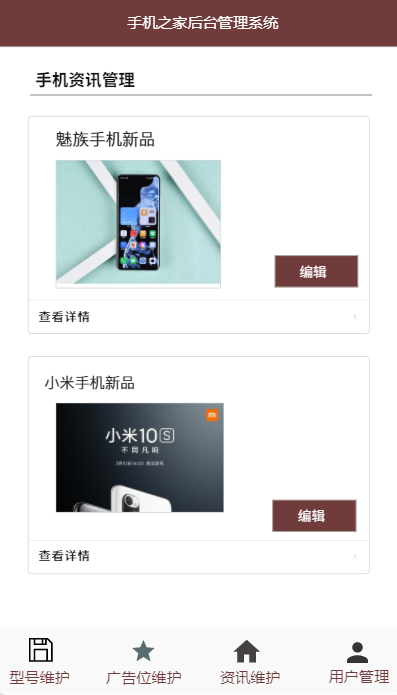 手机之家后台管理系统
手机资讯管理
魅族手机新品
编辑
查看详情
小米手机新品
小米10S
不同凡响
编辑
查看详情
型号维护
广告位维护
资讯维护
用户管理